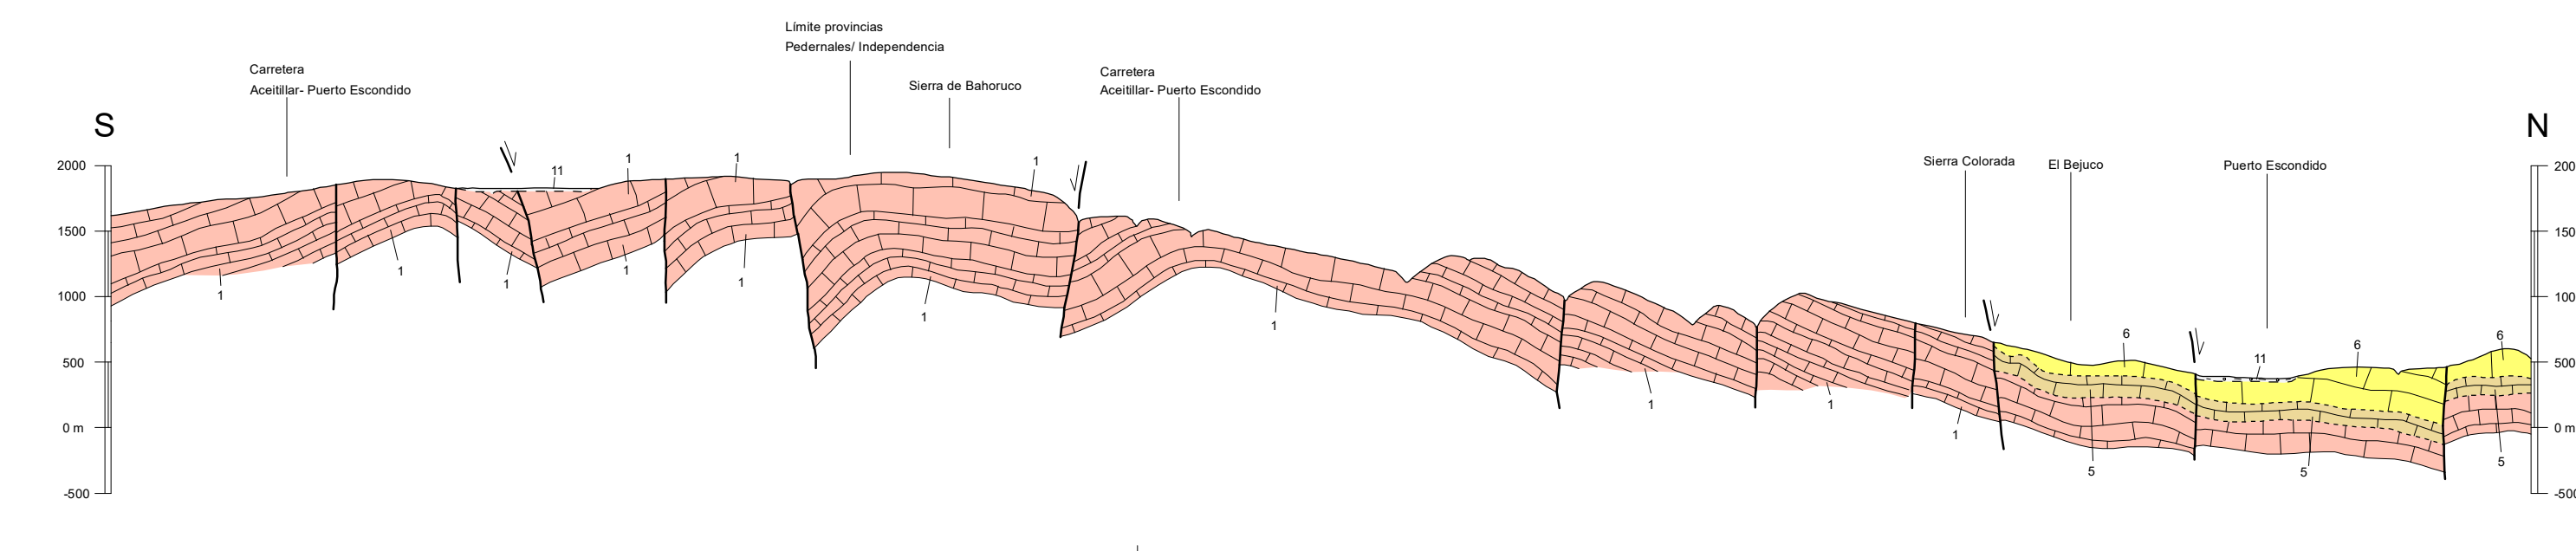 Límite provincias
Pedernales/ Independencia
Carretera
Aceitillar- Puerto Escondido
Sierra de Bahoruco
Carretera
Aceitillar- Puerto Escondido
S
N
Sierra Colorada
El Bejuco
Puerto Escondido
2000
1500
1000
500
0 m
-500
200
150
100
500
0 m
-500
11
1
1
1
1
1
1
1
1
1
1
1
1
1
6
11
6
6
5
5
5